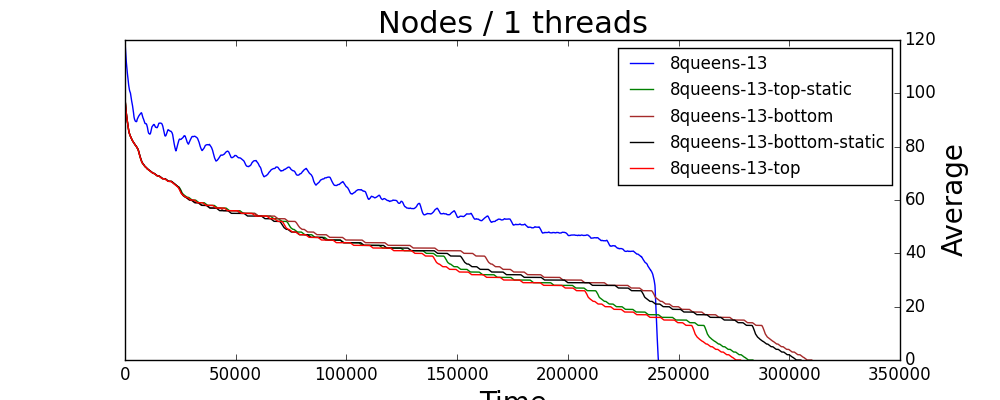 Nodes / 1 threads
8queens-13
8queens-13-top-static
8queens-13-bottom
8queens-13-bottom-static
8queens-13-top
120
100
80
60
40
20
0
Average
0 50000 100000 150000 200000 250000 300000 350000
Time